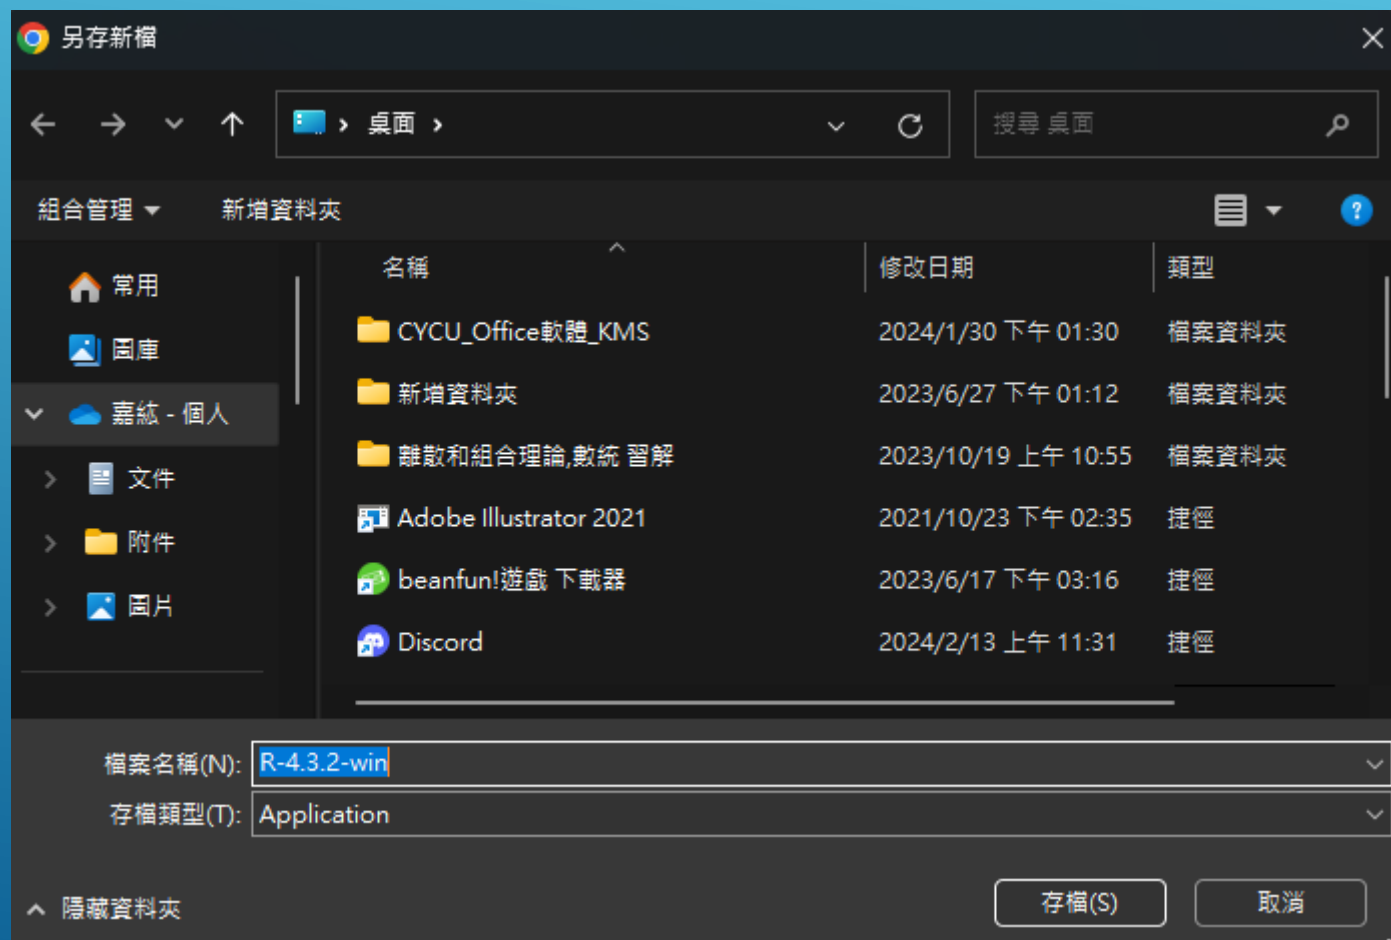 另存新檔
桌面
搜尋 桌面
組合管理 新增資料夾
名稱 修改日期 類型
常用
圖庫
嘉紘 - 個人
文件
附件
圖片
CYCU_Office軟體_KMS 2024/1/30 下午 01:30 檔案資料夾
新增資料夾 2023/6/27 下午 01:12 檔案資料夾
離散和組合理論,數統 習解 2023/10/19 上午 10:55 檔案資料夾
Adobe Illustrator 2021 2021/10/23 下午 02:35 捷徑
beanfun!遊戲 下載器 2023/6/17 下午 03:16 捷徑
Discord 2024/2/13 上午 11:31 捷徑
檔案名稱(N): R-4.3.2-win
存檔類型(T): Application
隱藏資料夾 存檔(S) 取消